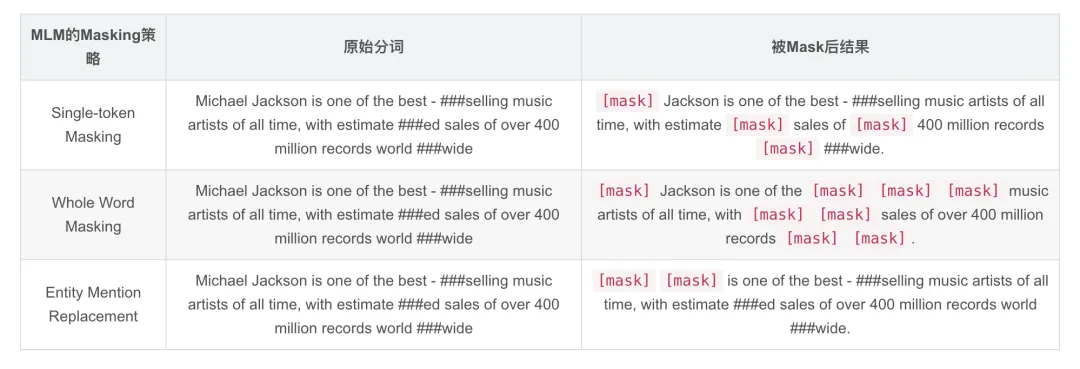 MLM的Masking策
略
原始分词
被Mask后结果
Single-token
Masking
Michael Jackson is one of the best - ###selling music
artists of all time, with estimate ###ed sales of over 400
million records world ###wide
[mask] Jackson is one of the best - ###selling music artists of all
time, with estimate [mask] sales of [mask] 400 million records
[mask] ###wide.
Whole Word
Masking
Michael Jackson is one of the best - ###selling music
artists of all time, with estimate ###ed sales of over 400
million records world ###wide
[mask] Jackson is one of the [mask] [mask] [mask] music
artists of all time, with [mask] [mask] sales of over 400 million
records [mask] [mask] .
Entity Mention
Replacement
Michael Jackson is one of the best - ###selling music
artists of all time, with estimate ###ed sales of over 400
million records world ###wide
[mask] [mask] is one of the best - ###selling music artists of all
time, with estimate ###ed sales of over 400 million records world
###wide.